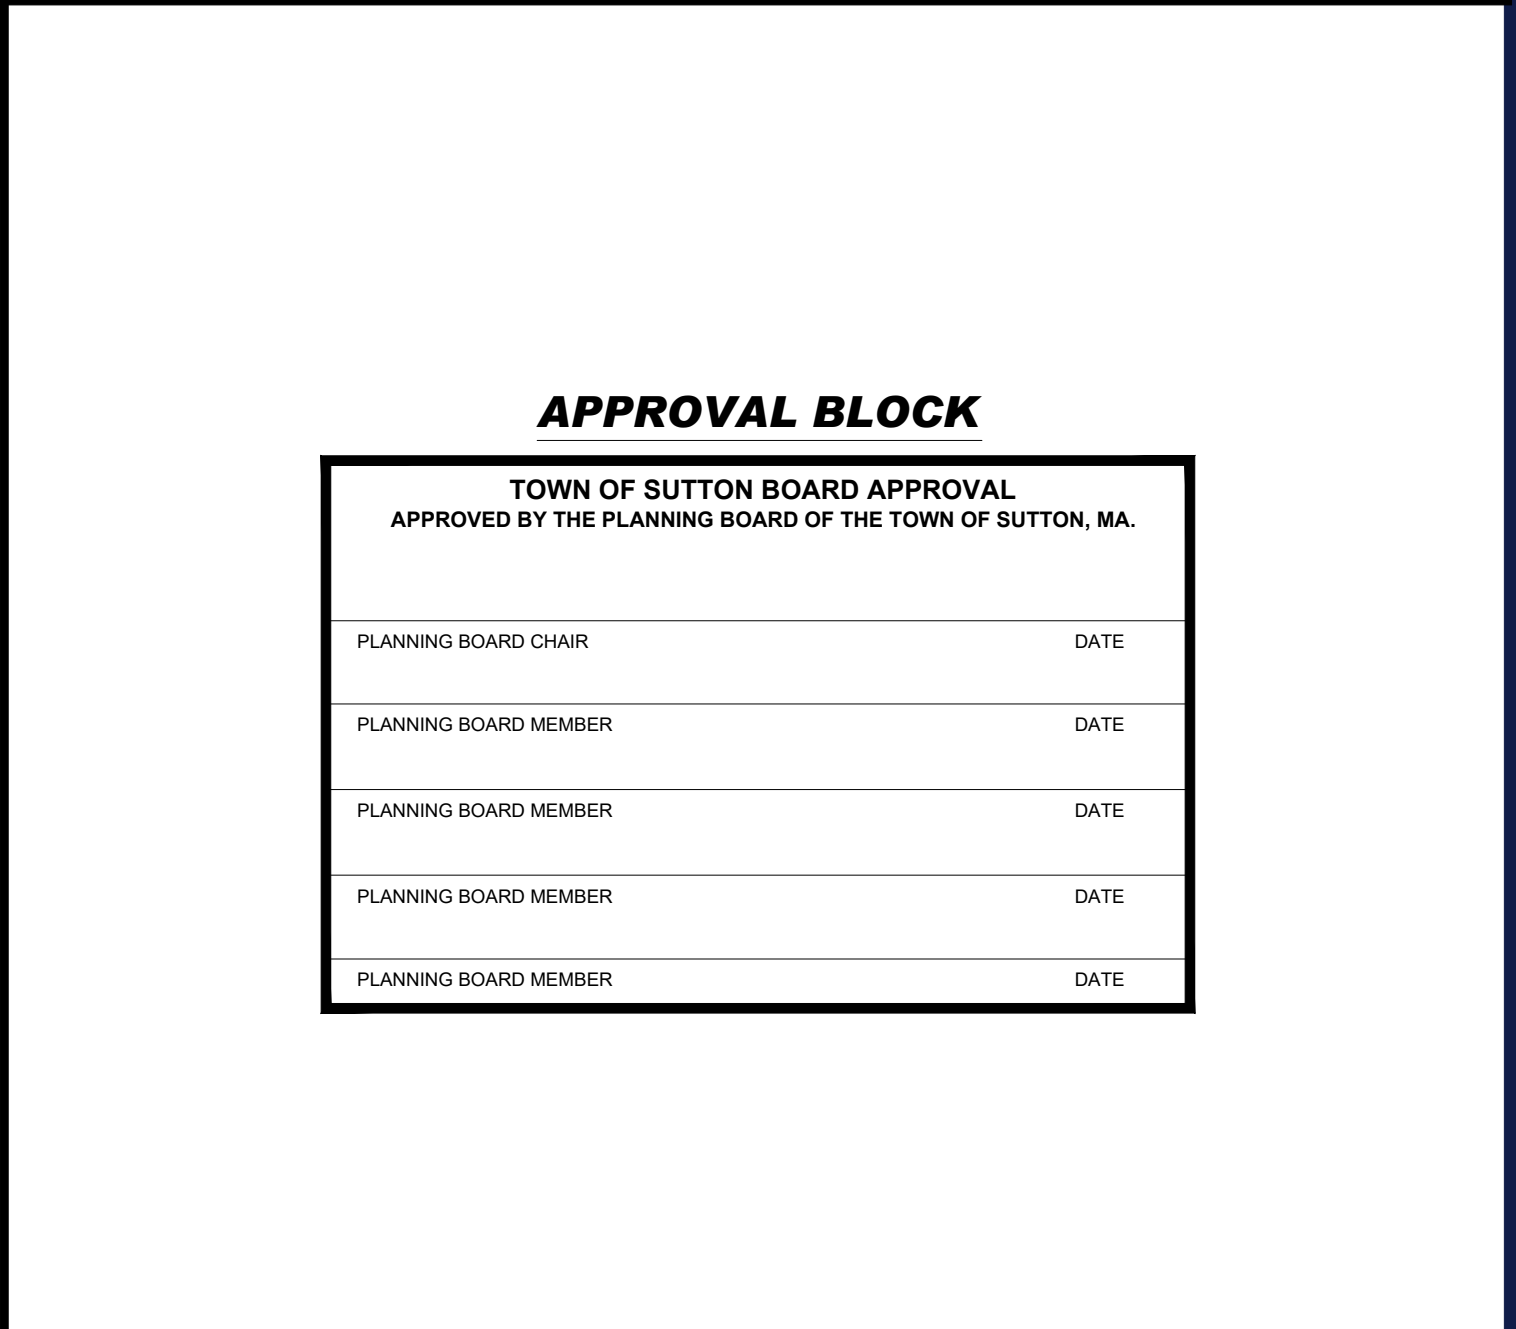 APPROVAL BLOCK
TOWN OF SUTTON BOARD APPROVAL
APPROVED BY THE PLANNING BOARD OF THE TOWN OF SUTTON, MA.
PLANNING BOARD CHAIR DATE
PLANNING BOARD MEMBER DATE
PLANNING BOARD MEMBER DATE
PLANNING BOARD MEMBER DATE
PLANNING BOARD MEMBER DATE